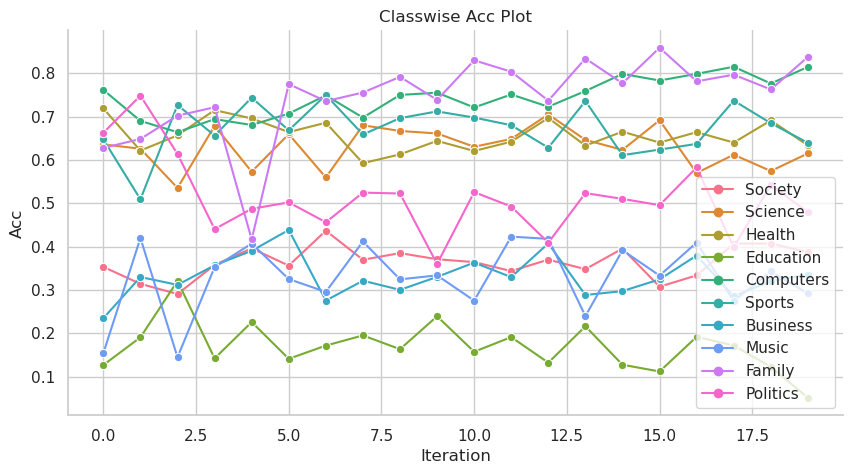 Classwise Acc Plot
0.8
0.7
0.6
0.5
0.4
0.3
0.2
0.1
Acc
0.0 2.5 5.0 7.5 10.0 12.5 15.0 17.5
Iteration
Society
Science
Health
Education
Computers
Sports
Business
Music
Family
Politics